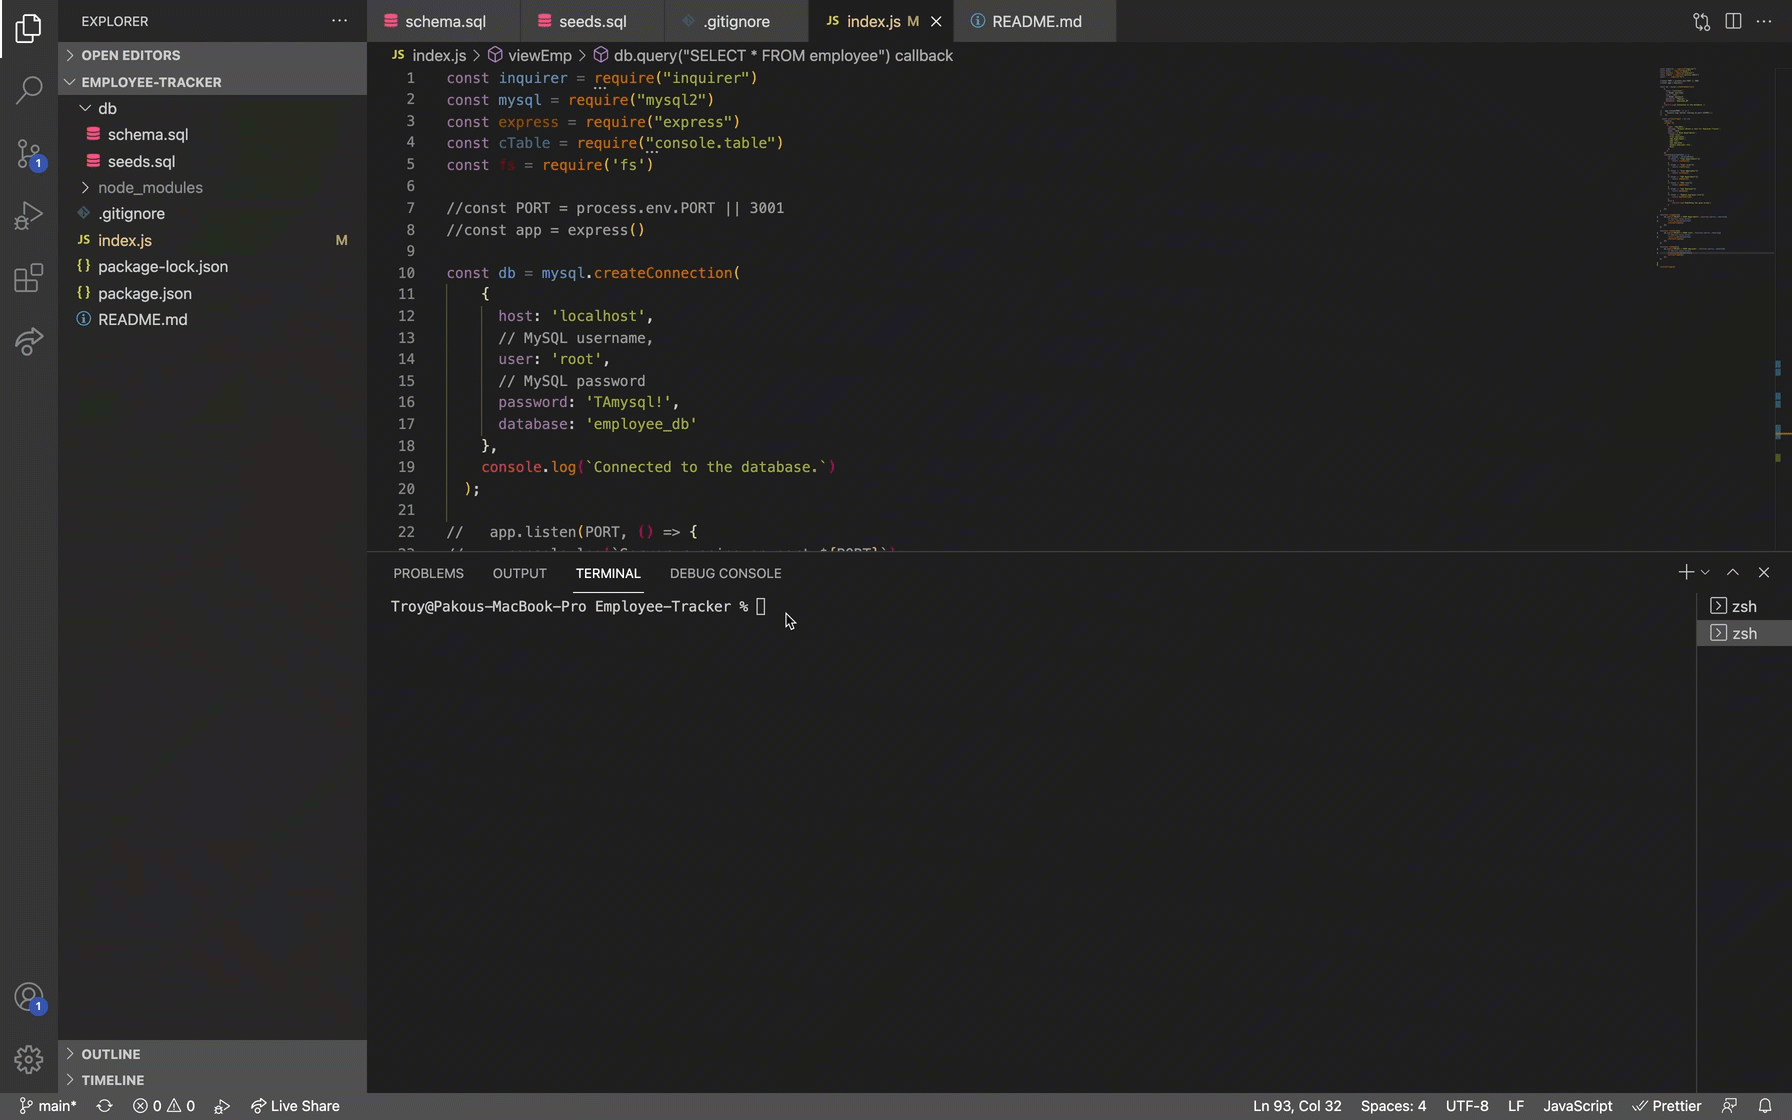 EXPLORER
OPEN EDITORS
EMPLOYEE-TRACKER
db
schema.sql
seeds.sql
node_modules
.gitignore
JS index.js M
{} package-lock.json
{} package.json
README.md
OUTLINE
TIMELINE
1
1
schema.sql seeds.sql .gitignore JS index.js M README.md
JS index.js > viewEmp > db.query("SELECT * FROM employee") callback
1 const inquirer = require("inquirer")
2 const mysql = require("mysql2")
3 const express = require("express")
4 const cTable = require("console.table")
5 const fs = require('fs')
6
7 //const PORT = process.env.PORT || 3001
8 //const app = express()
9
10 const db = mysql.createConnection(
11 {
12 host: 'localhost',
13 // MySQL username,
14 user: 'root',
15 // MySQL password
16 password: 'TAmysql!',
17 database: 'employee_db'
18 },
19 console.log(`Connected to the database.`)
20 );
21
22 // app.listen(PORT, () => {
PROBLEMS OUTPUT TERMINAL DEBUG CONSOLE
Troy@Pakous-MacBook-Pro Employee-Tracker %
zsh
zsh
main* 0 0 Live Share
Ln 93, Col 32 Spaces: 4 UTF-8 LF JavaScript Prettier